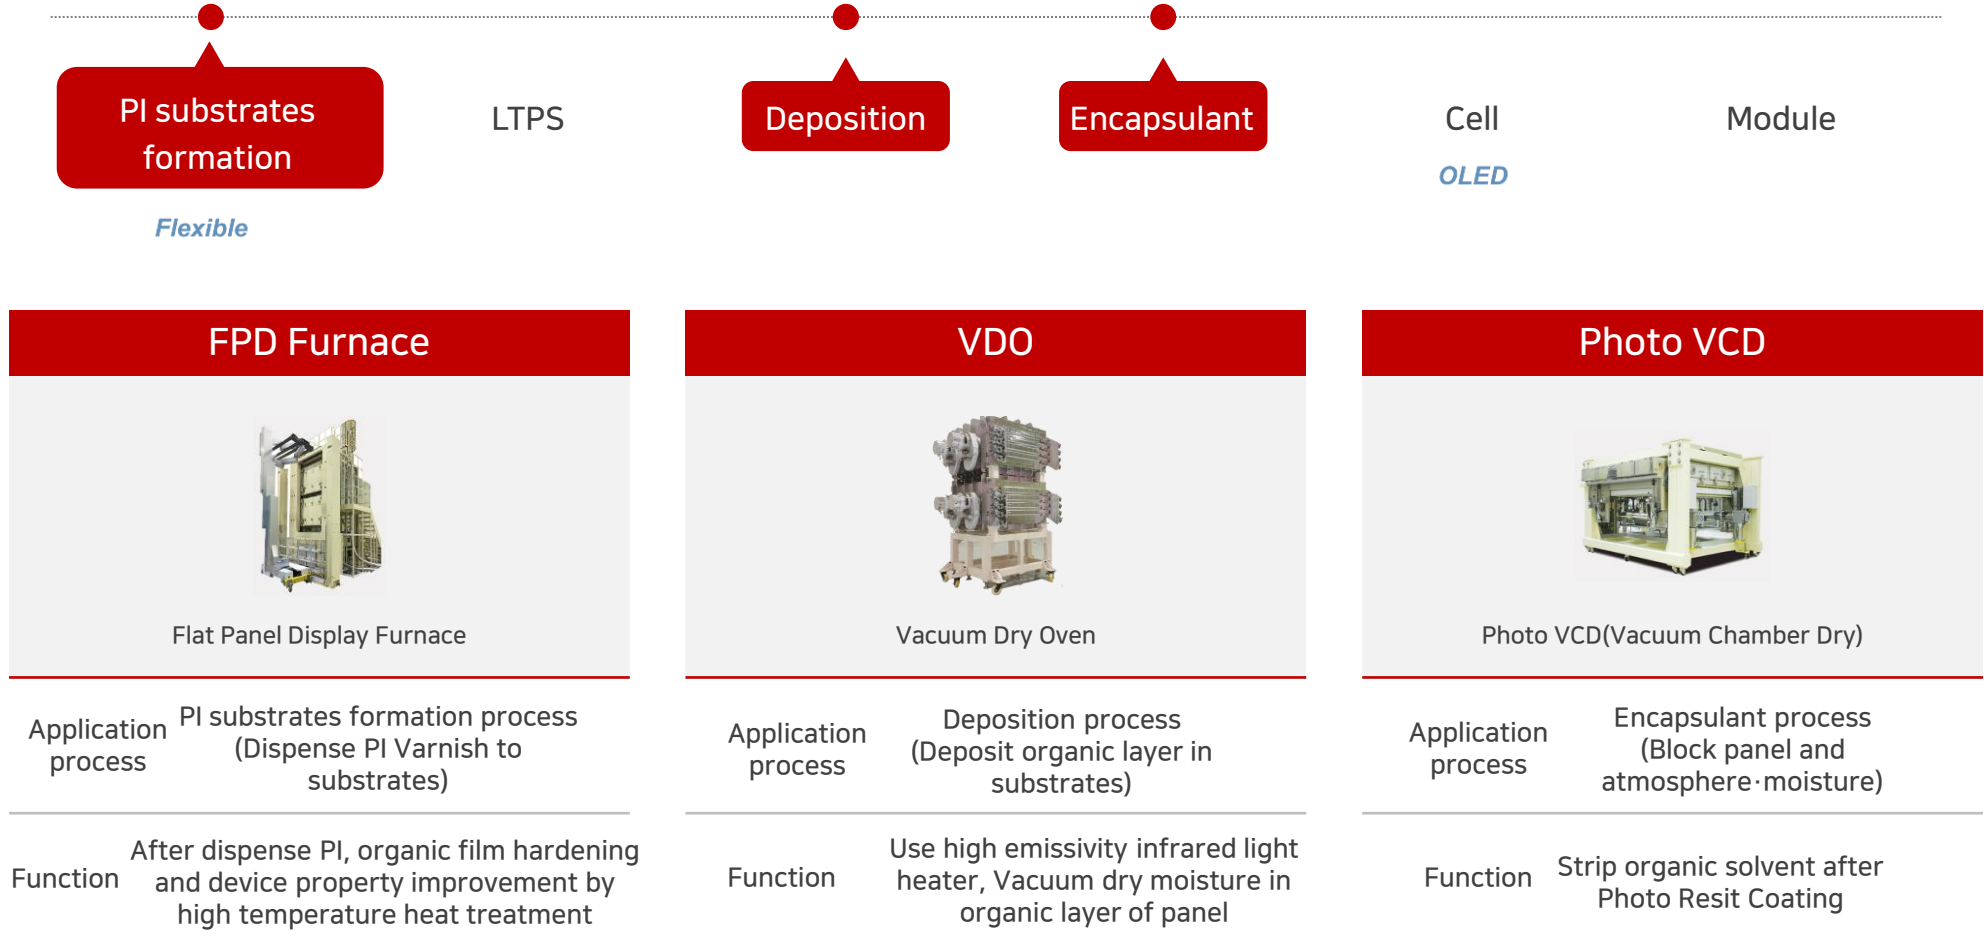 PI substrates
formation
LTPS
Deposition
Encapsulant
Cell
Module
Flexible
OLED
FPD Furnace
Flat Panel Display Furnace
Application
process
PI substrates formation process
(Dispense PI Varnish to
substrates)
Function
After dispense PI, organic film hardening
and device property improvement by
high temperature heat treatment
VDO
Vacuum Dry Oven
Application
process
Deposition process
(Deposit organic layer in
substrates)
Function
Use high emissivity infrared light
heater, Vacuum dry moisture in
organic layer of panel
Photo VCD
Photo VCD(Vacuum Chamber Dry)
Application
process
Encapsulant process
(Block panel and
atmosphere·moisture)
Function
Strip organic solvent after
Photo Resit Coating